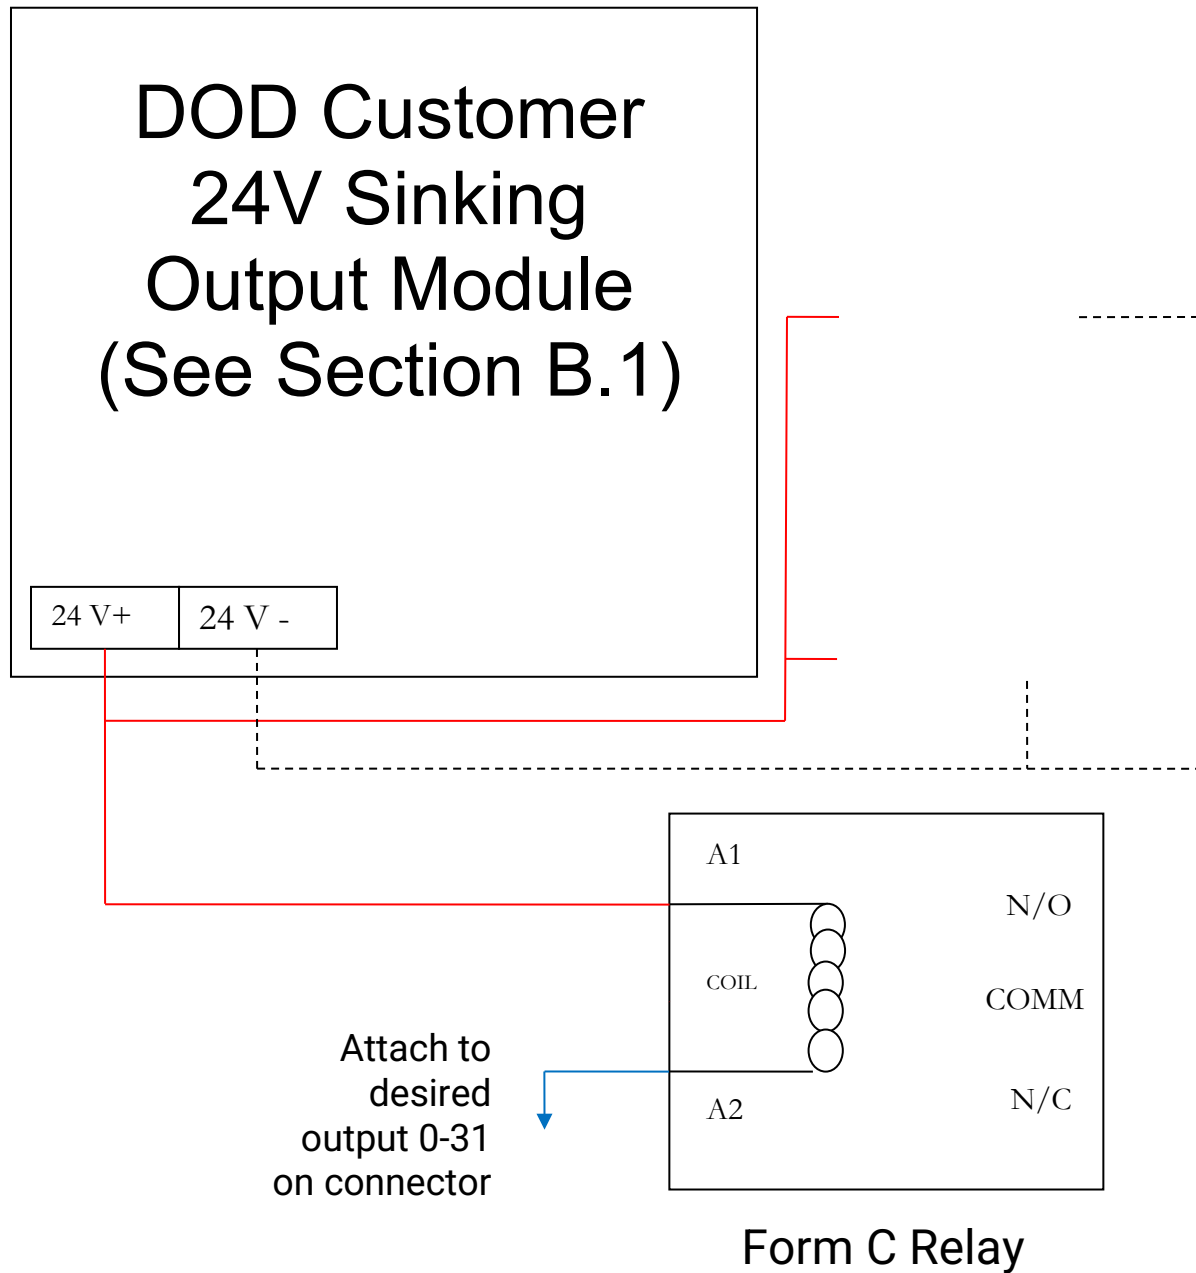 DOD Customer
24V Sinking
Output Module
(See Section B.1)
24 V+
24 V -
A1
N/O
COIL
COMM
Attach to
desired
output 0-31
on connector
A2
N/C
Form C Relay